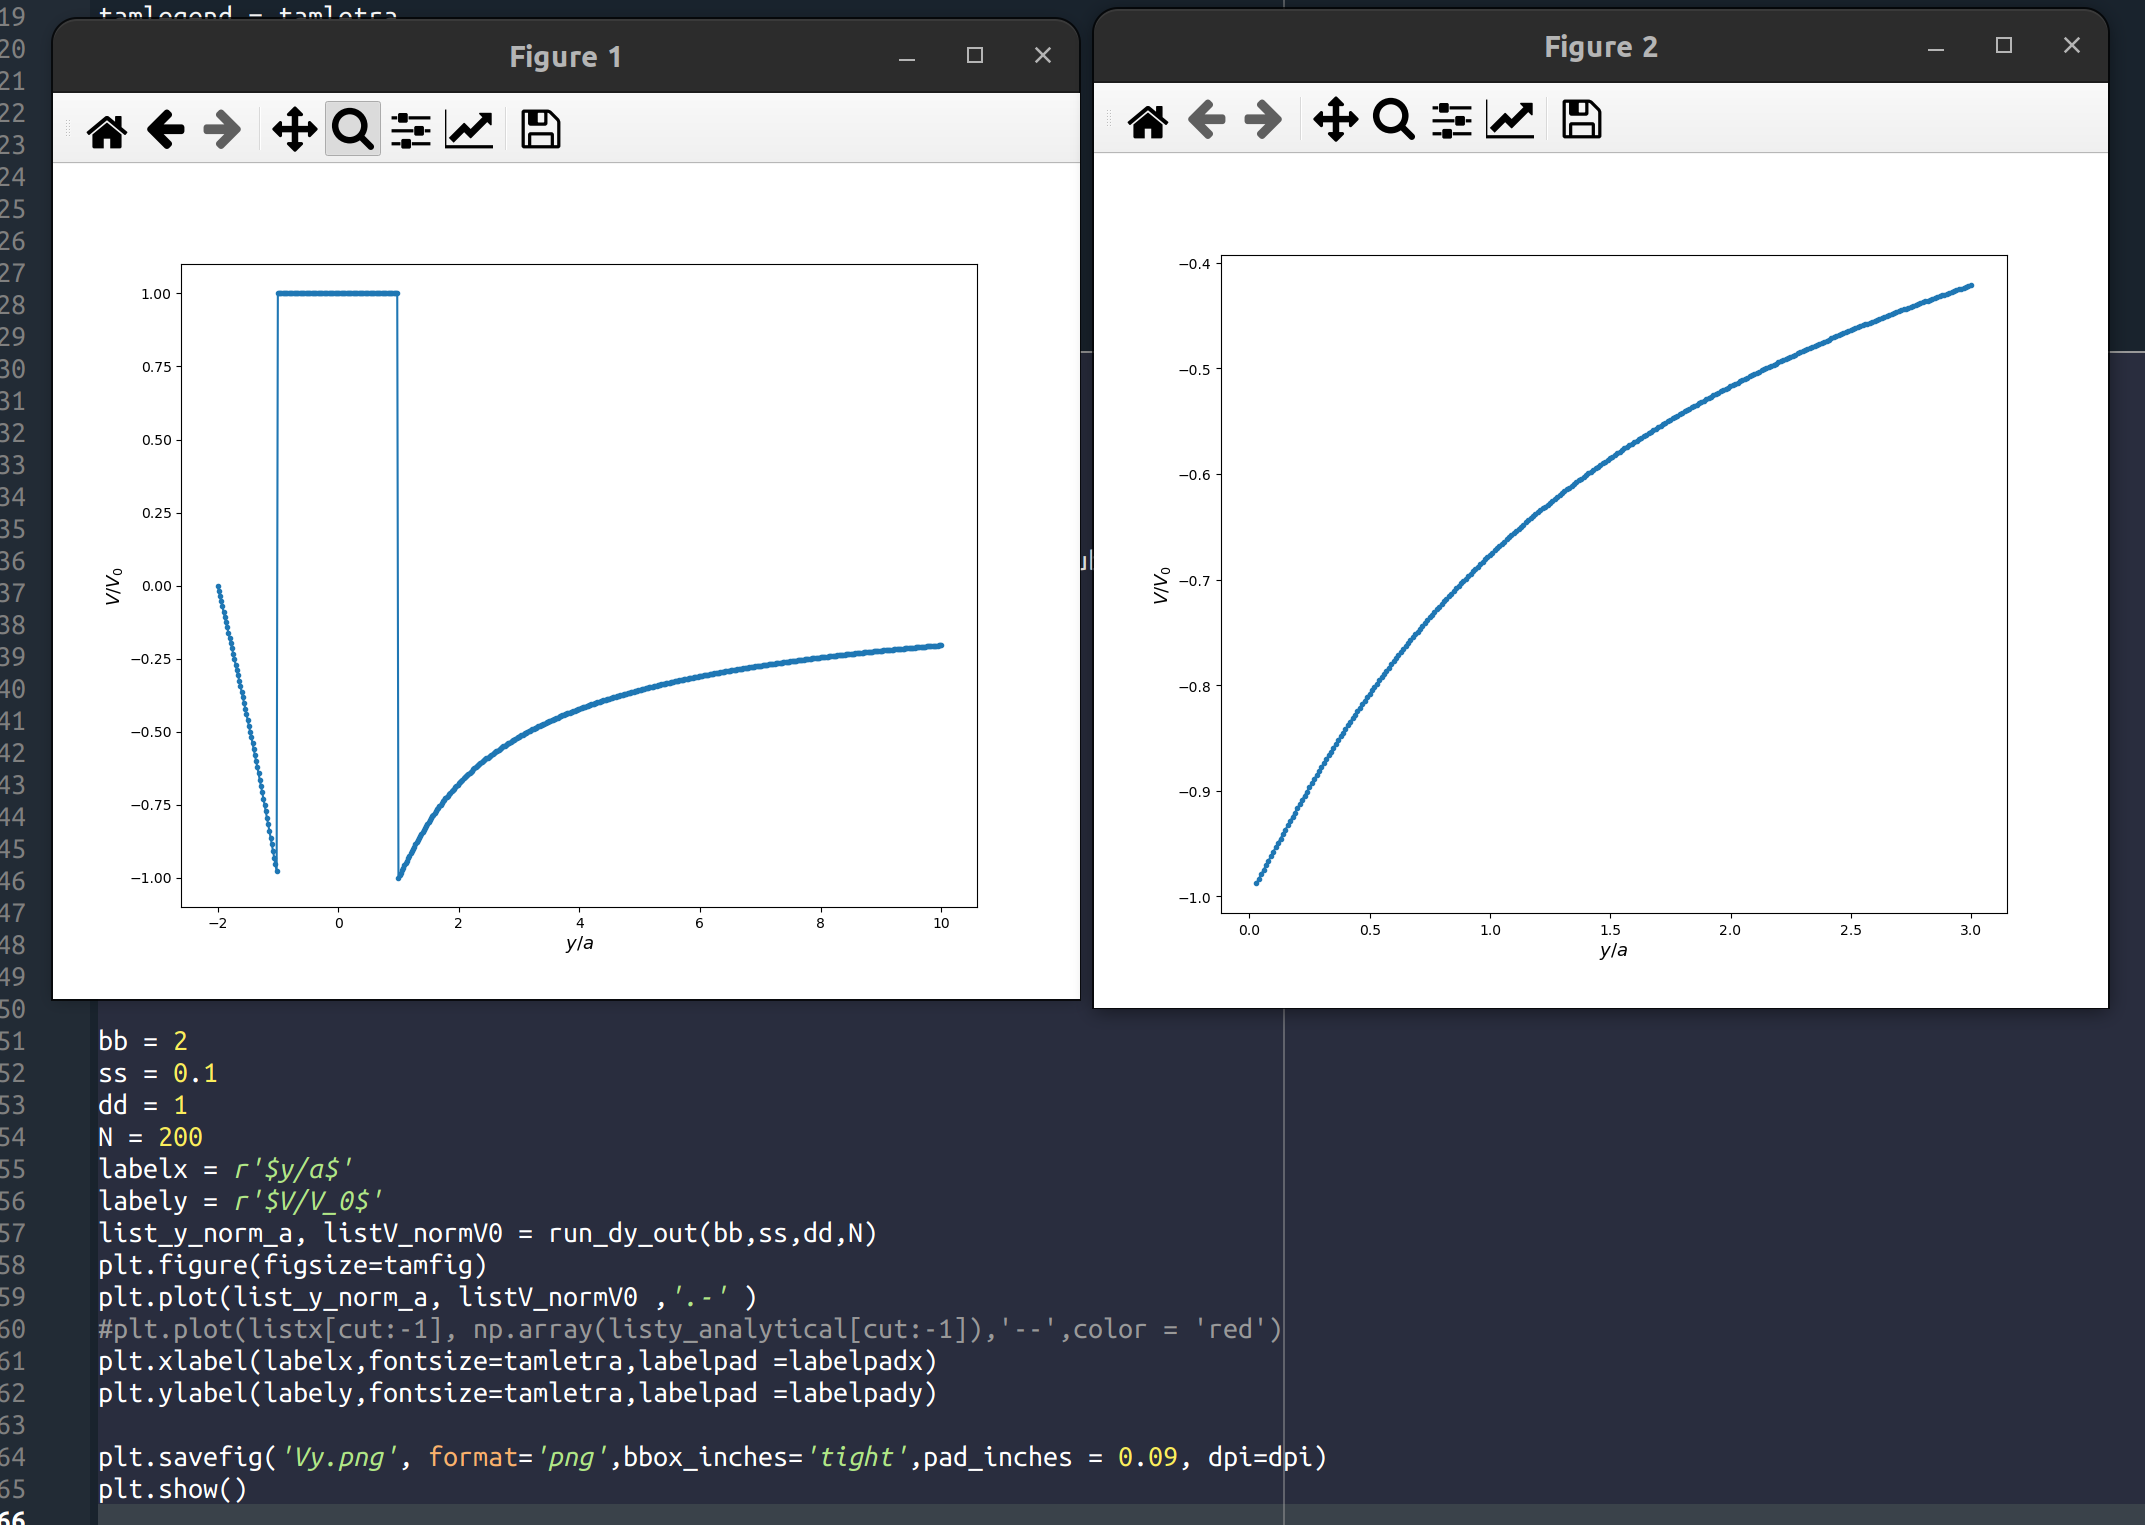 19 tamlegend = tamletra
20
21
22
23
24
25
26
27
28
29
30
31
32
33
34
35
36
37
38
39
40
41
42
43
44
45
46
47
48
49
50
Figure 1
1.00
0.75
0.50
0.25
0.00
−0.25
−0.50
−0.75
−1.00
V/V0
−2 0 2 4 6 8 10
y/a
Figure 2
−0.4
−0.5
−0.6
−0.7
−0.8
−0.9
−1.0
V/V0
0.0 0.5 1.0 1.5 2.0 2.5 3.0
y/a
51 bb = 2
52 ss = 0.1
53 dd = 1
54 N = 200
55 labelx = r'$y/a$'
56 labely = r'$V/V_0$'
57 list_y_norm_a, listV_normV0 = run_dy_out(bb,ss,dd,N)
58 plt.figure(figsize=tamfig)
59 plt.plot(list_y_norm_a, listV_normV0 ,'.-' )
60 #plt.plot(listx[cut:-1], np.array(listy_analytical[cut:-1]),'--',color = 'red')
61 plt.xlabel(labelx,fontsize=tamletra,labelpad =labelpadx)
62 plt.ylabel(labely,fontsize=tamletra,labelpad =labelpady)
63
64 plt.savefig('Vy.png', format='png',bbox_inches='tight',pad_inches = 0.09, dpi=dpi)
65 plt.show()
66